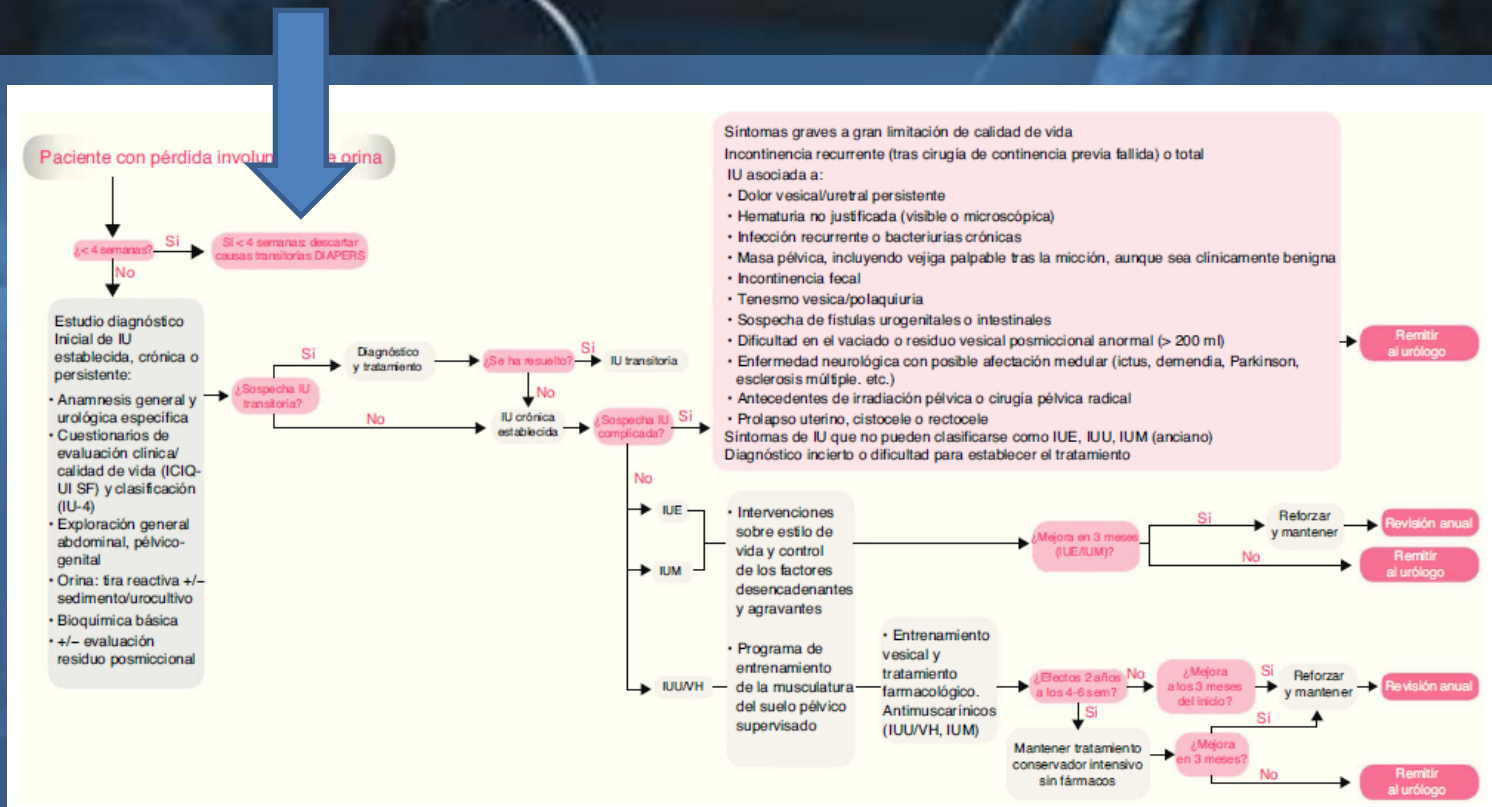 Paciente con pérdida involun e orina
¿< 4 semanas?
Sí
Sí < 4 semanas: descartar
causas transitorias DIAPERS
No
Estudio diagnóstico
Inicial de IU
establecida, crónica o
persistente:
• Anamnesis general y
urológica específica
• Cuestionarios de
evaluación clínica/
calidad de vida (ICIQ-
UI SF) y clasificación
(IU-4)
• Exploración general
abdominal, pélvico-
genital
• Orina: tira reactiva +/–
sedimento/urocultivo
• Bioquímica básica
• +/– evaluación
residuo posmiccional
¿Sospecha IU
transitoria?
Sí
Diagnóstico
y tratamiento
¿Se ha resuelto?
Sí
IU transitoria
No
No
IU crónica
establecida
¿Sospecha IU
complicada?
Sí
Síntomas graves a gran limitación de calidad de vida
Incontinencia recurrente (tras cirugía de continencia previa fallida) o total
IU asociada a:
• Dolor vesical/uretral persistente
• Hematuria no justificada (visible o microscópica)
• Infección recurrente o bacteriurias crónicas
• Masa pélvica, incluyendo vejiga palpable tras la micción, aunque sea clínicamente benigna
• Incontinencia fecal
• Tenesmo vesica/polaquiuria
• Sospecha de fístulas urogenitales o intestinales
• Dificultad en el vaciado o residuo vesical posmiccional anormal (> 200 ml)
• Enfermedad neurológica con posible afectación medular (ictus, demendia, Parkinson,
esclerosis múltiple. etc.)
• Antecedentes de irradiación pélvica o cirugía pélvica radical
• Prolapso uterino, cistocele o rectocele
Síntomas de IU que no pueden clasificarse como IUE, IUU, IUM (anciano)
Diagnóstico incierto o dificultad para establecer el tratamiento
Remitir
al urólogo
No
IUE
IUM
IUU/VH
• Intervenciones
sobre estilo de
vida y control
de los factores
desencadenantes
y agravantes
• Programa de
entrenamiento
de la musculatura
del suelo pélvico
supervisado
¿Mejora en 3 meses
(IUE/IUM)?
Sí
Reforzar
y mantener
Revisión anual
No
Remitir
al urólogo
• Entrenamiento
vesical y
tratamiento
farmacológico.
Antimuscarínicos
(IUU/VH, IUM)
¿Efectos 2 años
a los 4-6 sem?
No
¿Mejora
a los 3 meses
del inicio?
Sí
Reforzar
y mantener
Revisión anual
Sí
Mantener tratamiento
conservador intensivo
sin fármacos
¿Mejora
en 3 meses?
Sí
No
Remitir
al urólogo